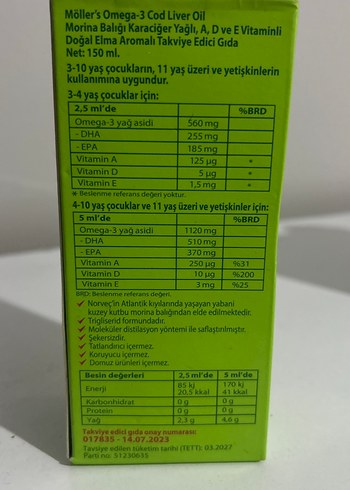 Möller's Omega-3 Cod Liver Oil
Morina Balığı Karaciğer Yağlı, A, D ve E Vitaminli
Doğal Elma Aromalı Takviye Edici Gıda
Net: 150 ml.
3-10 yaş çocukların, 11 yaş üzeri ve yetişkinlerin
kullanımına uygundur.
3-4 yaş çocuklar için:
2,5 ml'de %BRD
Omega-3 yağ asidi 560 mg
- DHA 255 mg
- EPA 185 mg
Vitamin A 125 µg *
Vitamin D 5 µg *
Vitamin E 1,5 mg *
* Beslenme referans değeri yoktur.
4-10 yaş çocuklar ve 11 yaş üzeri ve yetişkinler için:
5 ml'de %BRD
Omega-3 yağ asidi 1120 mg
- DHA 510 mg
- EPA 370 mg
Vitamin A 250 µg %31
Vitamin D 10 µg %200
Vitamin E 3 mg %25
BRD: Beslenme referans değeri.
✓ Norveç'in Atlantik kıyılarında yaşayan yabani
kuzey kutbu morina balığından elde edilmektedir.
✓ Trigliserid formundadır.
✓ Moleküler distilasyon yöntemi ile saflaştırılmıştır.
✓ Şekersizdir.
✓ Tatlandırıcı içermez.
✓ Koruyucu içermez.
✓ Domuz ürünleri içermez.
Besin değerleri 2,5 ml'de 5 ml'de
Enerji 85 kj 170 kj
20,5 kkal 41 kkal
Karbonhidrat 0 g 0 g
Protein 0 g 0 g
Yağ 2,3 g 4,6 g
Takviye edici gıda onay numarası:
017835 - 14.07.2023
Tavsiye edilen tüketim tarihi (TETT): 03.2027
Parti no: 51230633